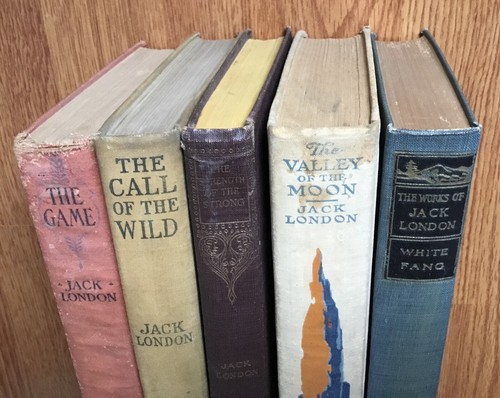 THE
GAME
- JACK -
LONDON
THE
CALL
OF THE
WILD
JACK
LONDON
THE
STRENGTH
OF THE
STRONG
JACK
LONDON
The
VALLEY
OF THE
MOON
JACK
LONDON
THE WORKS OF
JACK
LONDON
WHITE
FANG